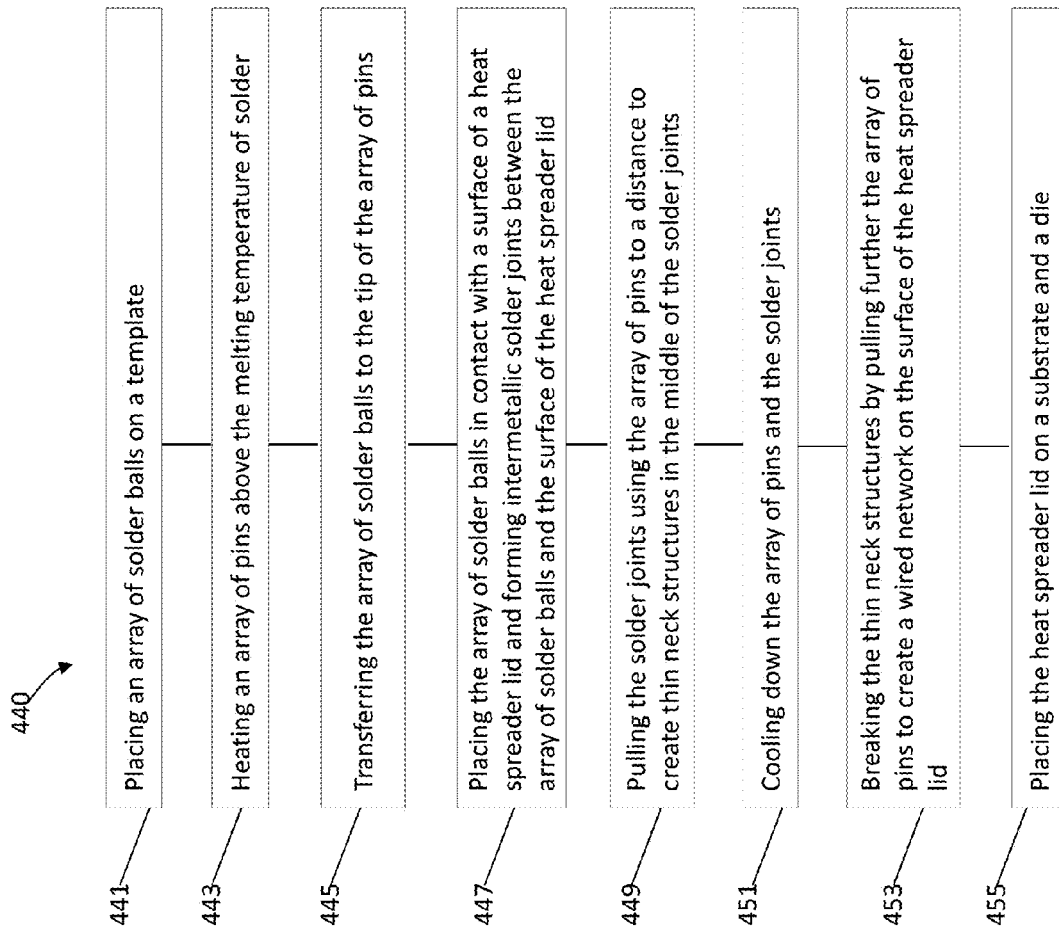 440
441
Placing an array of solder balls on a template
443
Heating an array of pins above the melting temperature of solder
445
Transferring the array of solder balls to the tip of the array of pins
447
Placing the array of solder balls in contact with a surface of a heat
spreader lid and forming intermetallic solder joints between the
array of solder balls and the surface of the heat spreader lid
449
Pulling the solder joints using the array of pins to a distance to
create thin neck structures in the middle of the solder joints
451
Cooling down the array of pins and the solder joints
453
Breaking the thin neck structures by pulling further the array of
pins to create a wired network on the surface of the heat spreader
lid
455
Placing the heat spreader lid on a substrate and a die